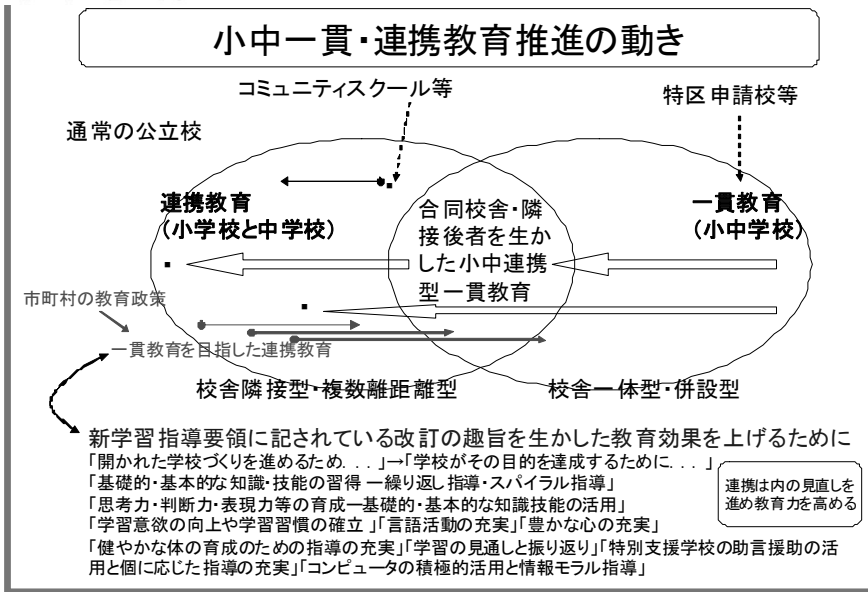 小中一貫・連携教育推進の動き
コミュニティスクール等
特区申請校等
通常の公立校
連携教育
(小学校と中学校)
合同校舎・隣
接後者を生か
した小中連携
型一貫教育
一貫教育
(小中学校)
市町村の教育政策
一貫教育を目指した連携教育
校舎隣接型・複数離距離型
校舎一体型・併設型
新学習指導要領に記されている改訂の趣旨を生かした教育効果を上げるために
「開かれた学校づくりを進めるため...」→「学校がその目的を達成するために...」
「基礎的・基本的な知識・技能の習得 ー繰り返し指導・スパイラル指導」
「思考力・判断力・表現力等の育成ー基礎的・基本的な知識技能の活用」
「学習意欲の向上や学習習慣の確立」「言語活動の充実」「豊かな心の充実」
「健やかな体の育成のための指導の充実」「学習の見通しと振り返り」「特別支援学校の助言援助の活
用と個に応じた指導の充実」「コンピュータの積極的活用と情報モラル指導」
連携は内の見直しを
進め教育力を高める